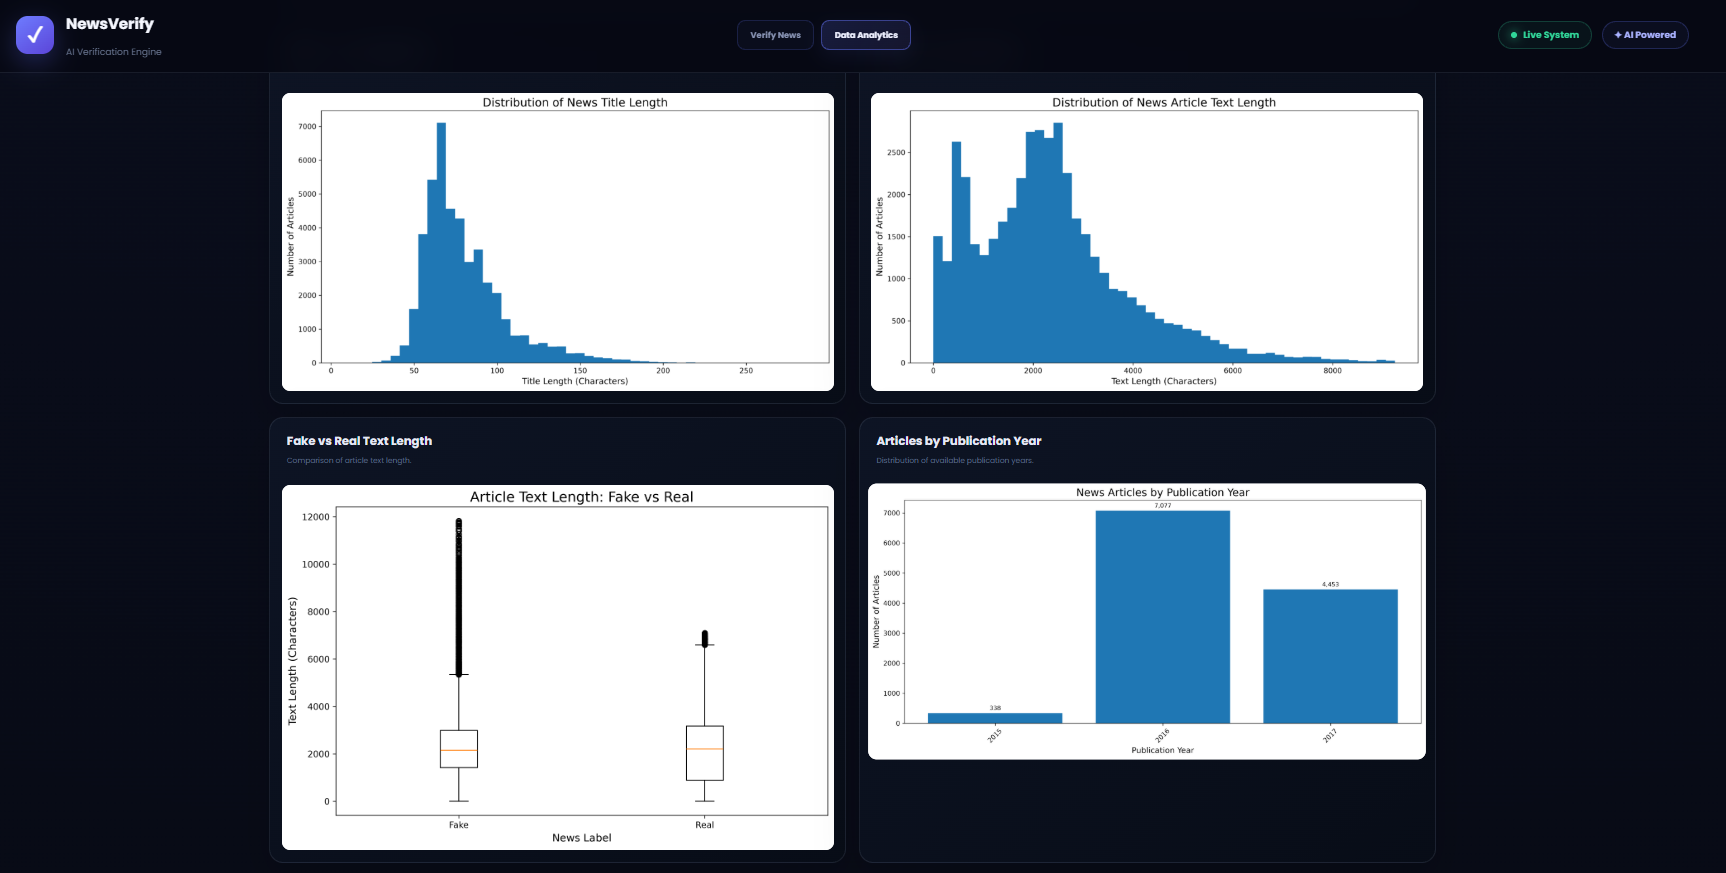 NewsVerify
AI Verification Engine
Verify News
Data Analytics
Live System
AI Powered
Distribution of News Title Length
Number of Articles
7000
6000
5000
4000
3000
2000
1000
0
0 50 100 150 200 250
Title Length (Characters)
Distribution of News Article Text Length
Number of Articles
2500
2000
1500
1000
500
0
0 2000 4000 6000 8000
Text Length (Characters)
Fake vs Real Text Length
Comparison of article text length.
Article Text Length: Fake vs Real
Text Length (Characters)
12000
10000
8000
6000
4000
2000
0
Fake Real
News Label
Articles by Publication Year
Distribution of available publication years.
News Articles by Publication Year
Number of Articles
7000
6000
5000
4000
3000
2000
1000
0
338
7,077
4,453
2015 2016 2017
Publication Year